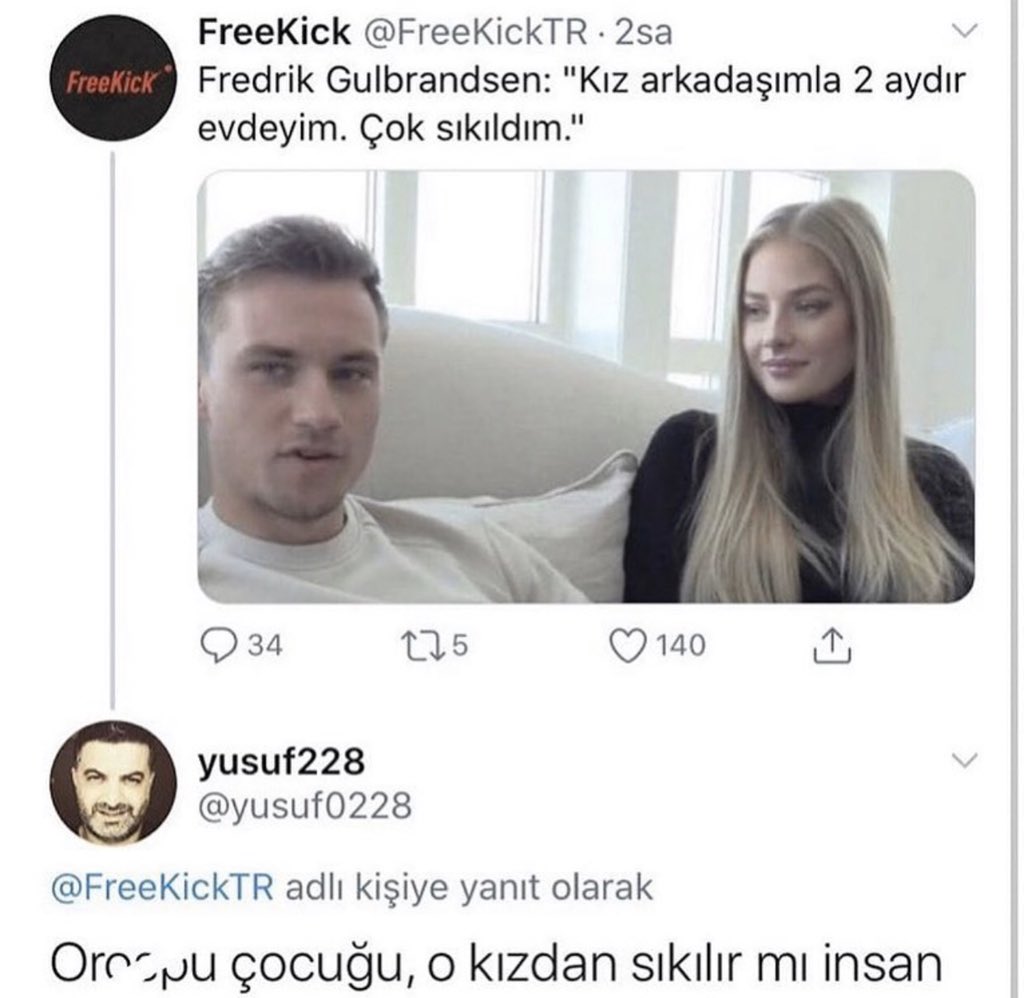 FreeKick @FreeKickTR · 2sa
FreeKick
Fredrik Gulbrandsen: "Kız arkadaşımla 2 aydır
evdeyim. Çok sıkıldım."
34 5 140
yusuf228
@yusuf0228
@FreeKickTR adlı kişiye yanıt olarak
çocuğu, o kızdan sıkılır mı insan